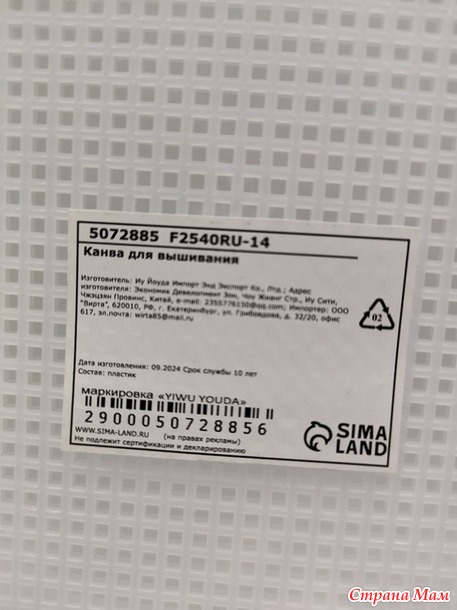 5072885 F2540RU-14
Канва для вышивания
Изготовитель: Иу Йоуда Импорт Энд Экспорт Ко., Лтд.; Адрес
изготовителя: Экономик Девелопмент Зон, Чоу Жианг Стр., Иу Сити,
Чжэцзян Провинс, Китай, e-mail: Импортер: ООО
"Вирта", 620010, РФ, г. Екатеринбург, ул. Грибоедова, д. 32/20, офис
617, эл.почта: wirta85@mail.ru
02
Дата изготовления: 09.2024 Срок службы 10 лет
Состав: пластик
маркировка «YIWU YOUDA»
2900050728856
WWW.SIMA-LAND.RU (на правах рекламы)
Не подлежит сертификации и декларированию
SIMA
LAND
Страна Мам